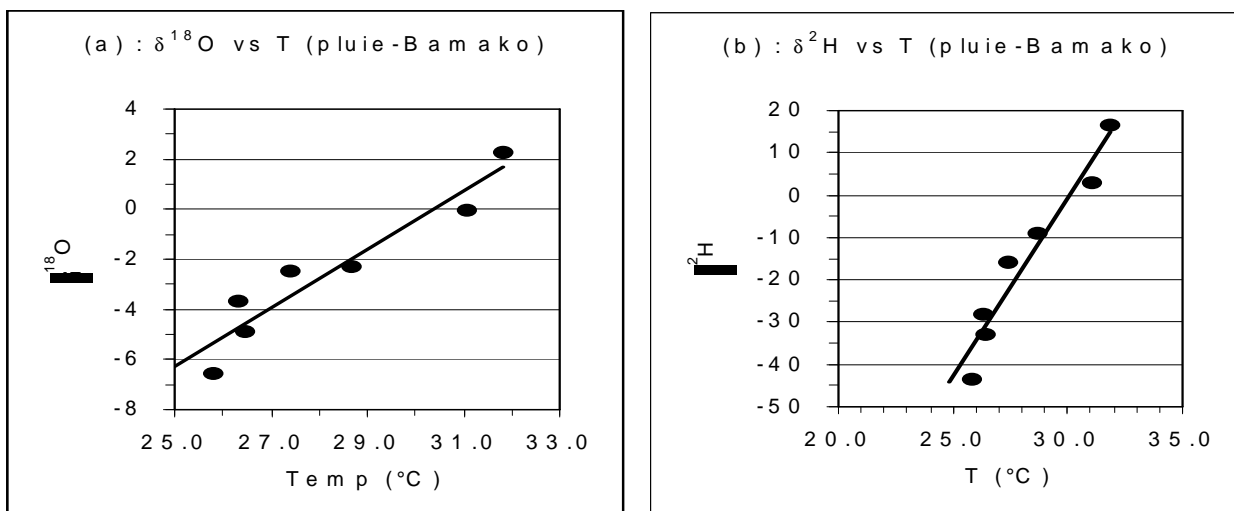 (a) : δ¹⁸O vs T (pluie-Bamako)
4
2
0
-2
-4
-6
-8
¹⁸O
25.0 27.0 29.0 31.0 33.0
Temp (°C)
(b) : δ²H vs T (pluie-Bamako)
20
10
0
-10
-20
-30
-40
-50
²H
20.0 25.0 30.0 35.0
T (°C)